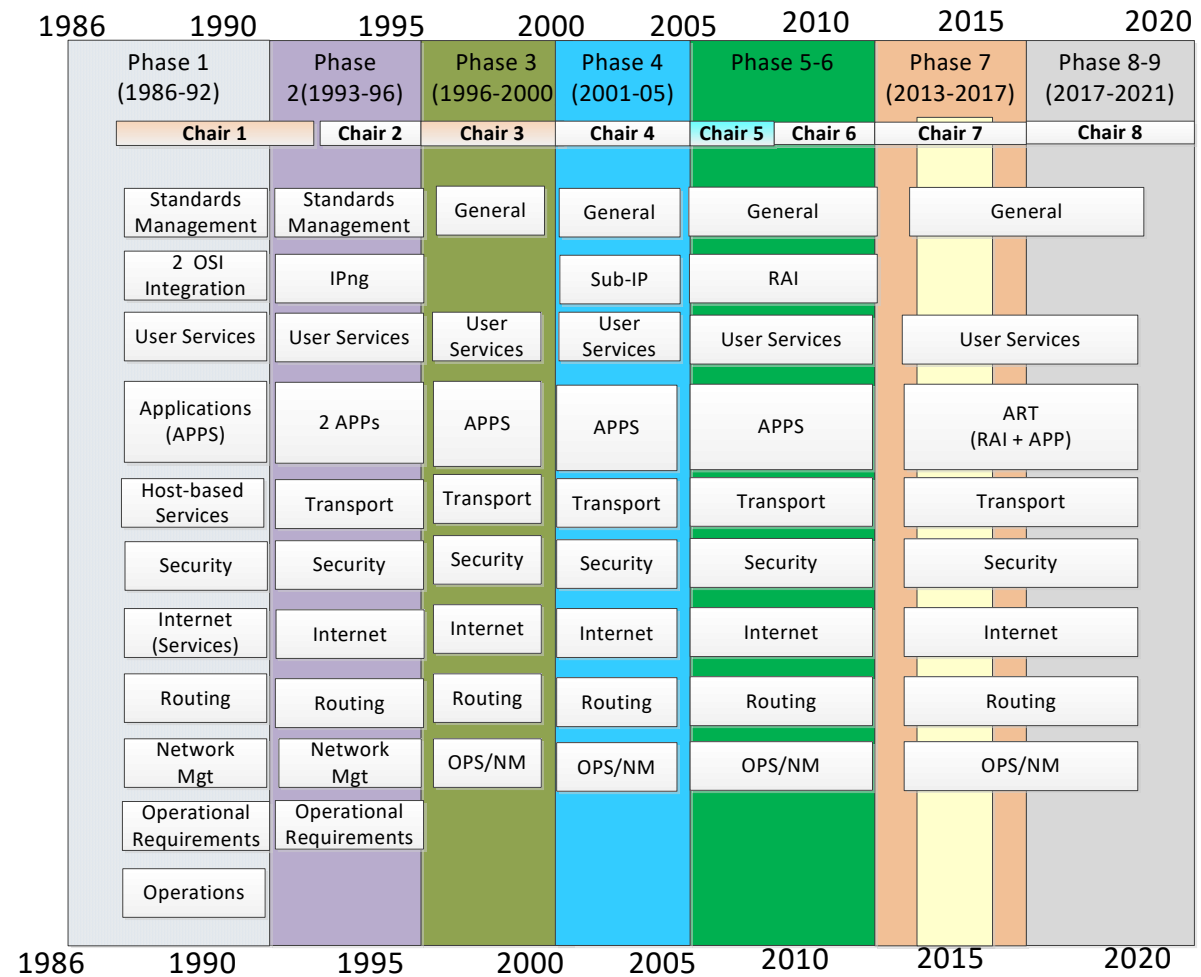 1986 1990 1995 2000 2005 2010 2015 2020
Phase 1 Phase Phase 3 Phase 4 Phase 5-6 Phase 7 Phase 8-9
(1986-92) 2(1993-96) (1996-2000 (2001-05) (2013-2017) (2017-2021)
Chair 1 Chair 2 Chair 3 Chair 4 Chair 5 Chair 6 Chair 7 Chair 8
Standards
Management
Standards
Management
General
General
General
General
2 OSI
Integration
IPng
Sub-IP
RAI
User Services
User Services
User
Services
User
Services
User Services
User Services
Applications
(APPS)
2 APPs
APPS
APPS
APPS
ART
(RAI + APP)
Host-based
Services
Transport
Transport
Transport
Transport
Transport
Security
Security
Security
Security
Security
Security
Internet
(Services)
Internet
Internet
Internet
Internet
Internet
Routing
Routing
Routing
Routing
Routing
Routing
Network
Mgt
Network
Mgt
OPS/NM
OPS/NM
OPS/NM
OPS/NM
Operational
Requirements
Operational
Requirements
Operations
1986 1990 1995 2000 2005 2010 2015 2020